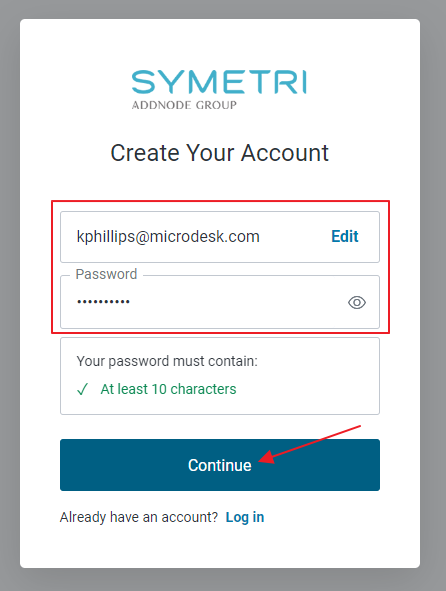 SYMETRI
ADDNODE GROUP
Create Your Account
kphillips@microdesk.com Edit
Password
••••••••••
Your password must contain:
✓ At least 10 characters
Continue
Already have an account? Log in